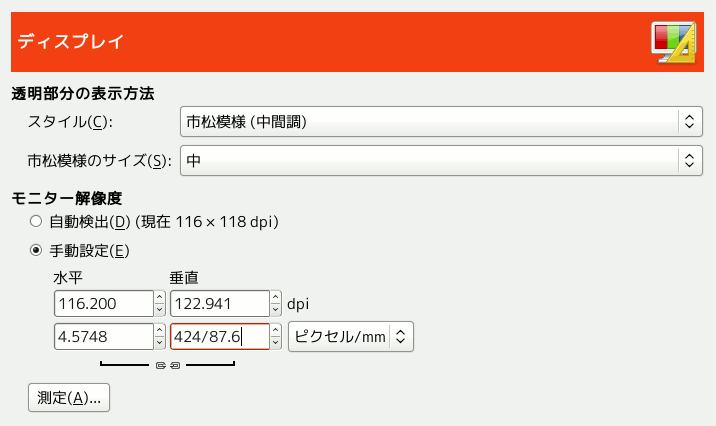 ディスプレイ
透明部分の表示方法
スタイル(C): 市松模様 (中間調)
市松模様のサイズ(S): 中
モニター解像度
自動検出(D) (現在 116 × 118 dpi)
手動設定(E)
水平 垂直
116.200 122.941 dpi
4.5748 424/87.6 ピクセル/mm
測定(A)...